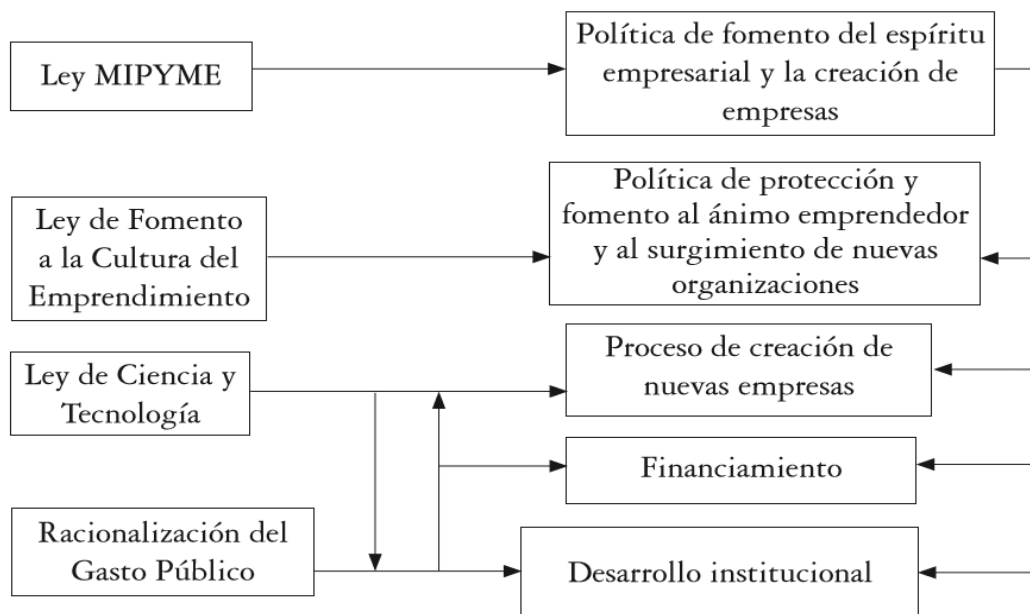 Ley MIPYME
Política de fomento del espíritu
empresarial y la creación de
empresas
Ley de Fomento
a la Cultura del
Emprendimiento
Política de protección y
fomento al ánimo emprendedor
y al surgimiento de nuevas
organizaciones
Ley de Ciencia y
Tecnología
Proceso de creación de
nuevas empresas
Financiamiento
Racionalización del
Gasto Público
Desarrollo institucional